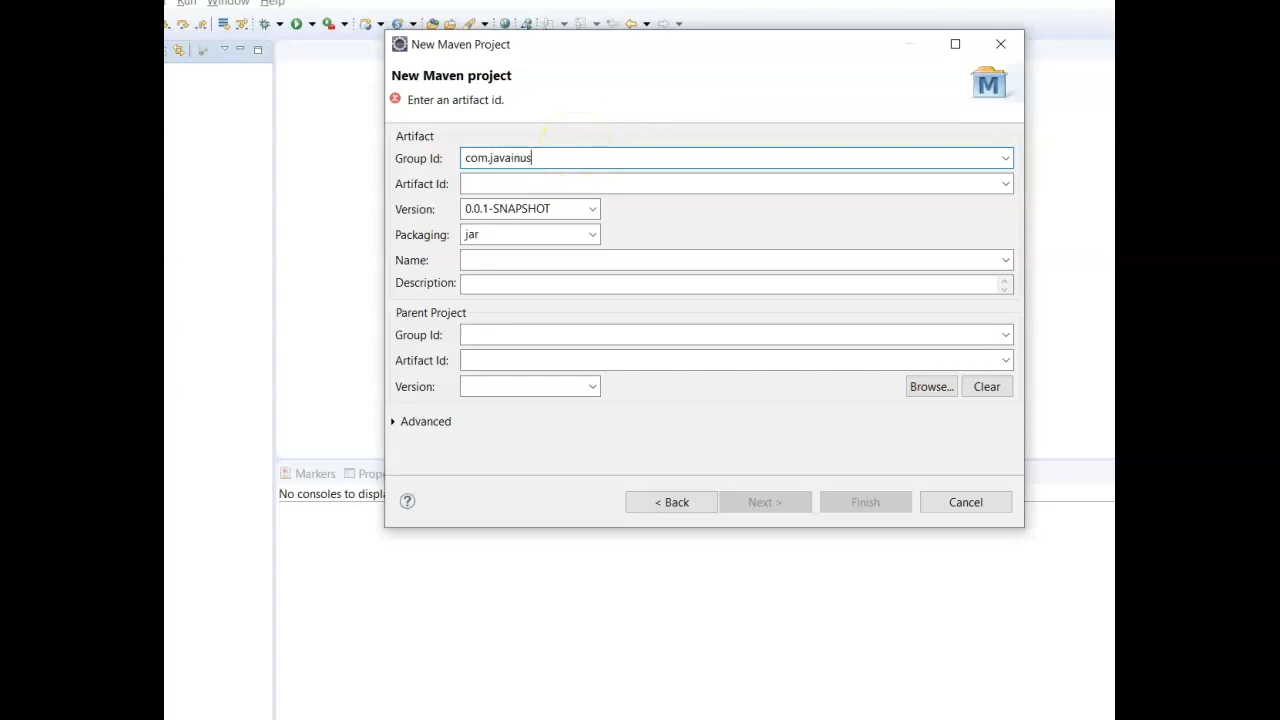 Run Window Help
New Maven Project
New Maven project
Enter an artifact id.
M
Artifact
Group Id: com.javainus
Artifact Id:
Version: 0.0.1-SNAPSHOT
Packaging: jar
Name:
Description:
Parent Project
Group Id:
Artifact Id:
Version:
Browse... Clear
Advanced
Markers Prope
No consoles to displa
? < Back Next > Finish Cancel